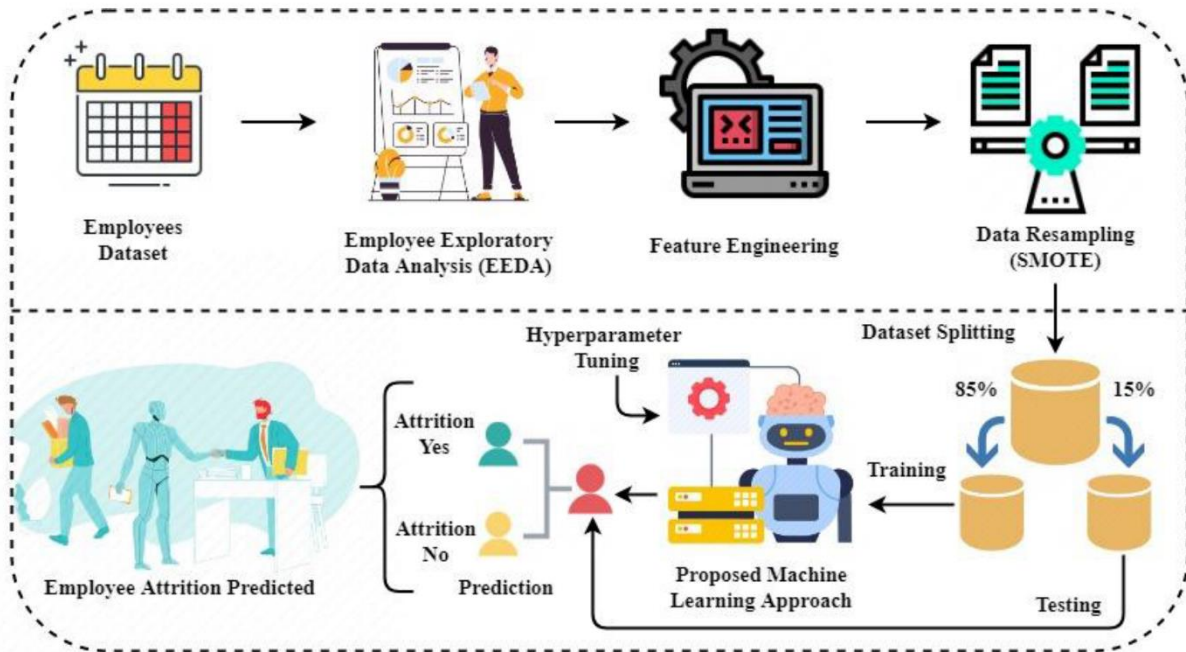 Employees
Dataset
Employee Exploratory
Data Analysis (EEDA)
Feature Engineering
Data Resampling
(SMOTE)
Dataset Splitting
85%
15%
Training
Testing
Hyperparameter
Tuning
Proposed Machine
Learning Approach
Prediction
Attrition
Yes
Attrition
No
Employee Attrition Predicted